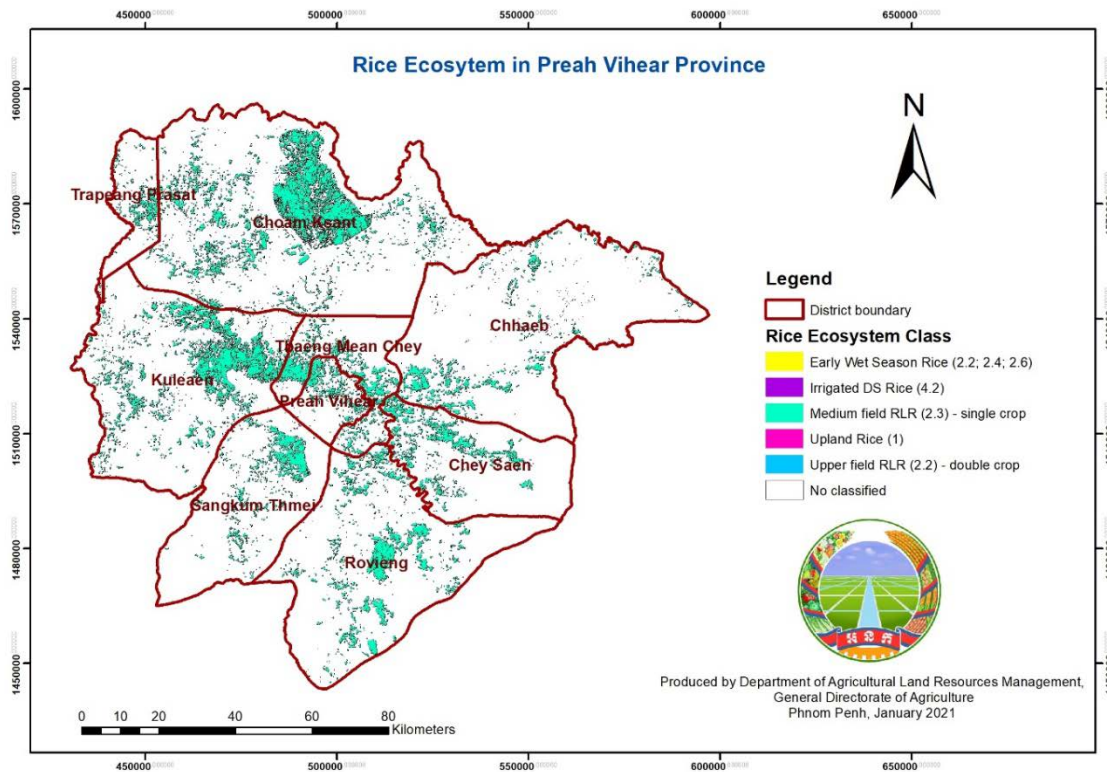 450000 500000 550000 600000 650000
Rice Ecosytem in Preah Vihear Province
N
1600000
1570000
1540000
1510000
1480000
1450000
Trapeang Prasat
Choam Ksant
Chhaeb
Tbaeng Mean Chey
Kuleaen
Preah Vihear
Chey Saen
Sangkum Thmei
Rovieng
Legend
District boundary
Rice Ecosystem Class
Early Wet Season Rice (2.2; 2.4; 2.6)
Irrigated DS Rice (4.2)
Medium field RLR (2.3) - single crop
Upland Rice (1)
Upper field RLR (2.2) - double crop
No classified
Produced by Department of Agricultural Land Resources Management,
General Directorate of Agriculture
Phnom Penh, January 2021
0 10 20 40 60 80
Kilometers
450000 500000 550000 600000 650000